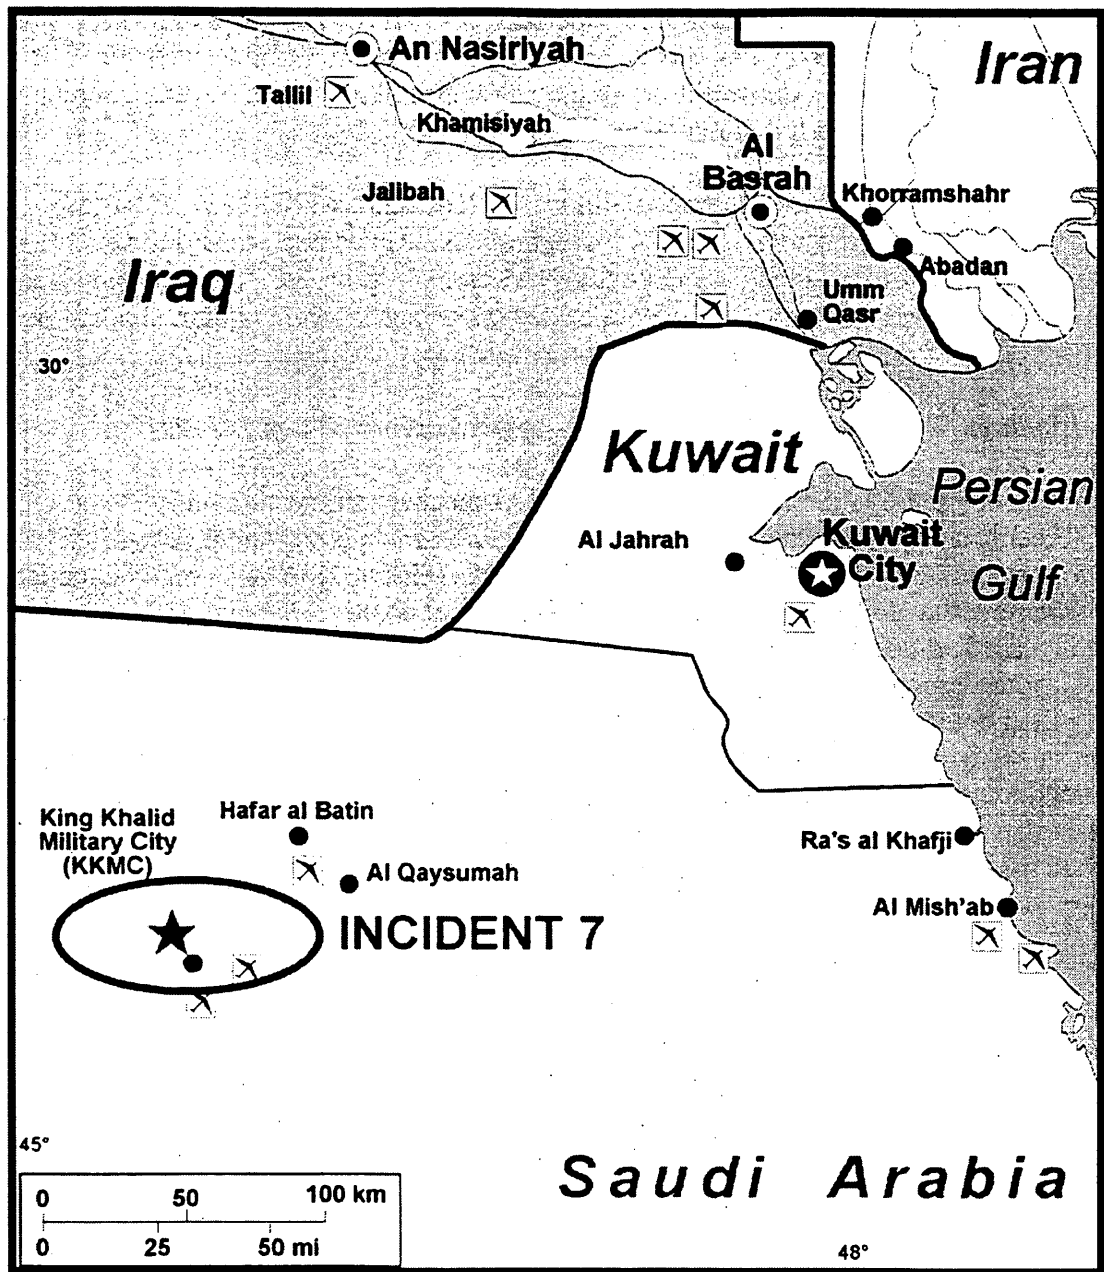 An Nasiriyah
Iran
Tallil
Khamisiyah
Al
Basrah
Jalibah
Khorramshahr
Abadan
Iraq
Umm
Qasr
30°
Kuwait
Persian
Gulf
Al Jahrah
Kuwait
City
King Khalid
Military City
(KKMC)
Hafar al Batin
Al Qaysumah
Ra's al Khafji
Al Mish'ab
INCIDENT 7
45°
Saudi Arabia
0 50 100 km
0 25 50 mi
48°